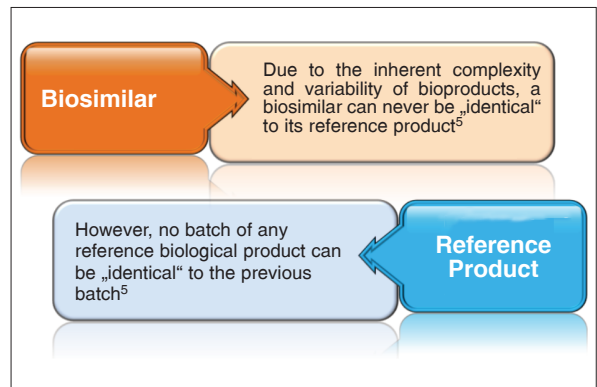 Biosimilar
Due to the inherent complexity
and variability of bioproducts, a
biosimilar can never be „identical“
to its reference product⁵
However, no batch of any
reference biological product can
be „identical“ to the previous
batch⁵
Reference
Product